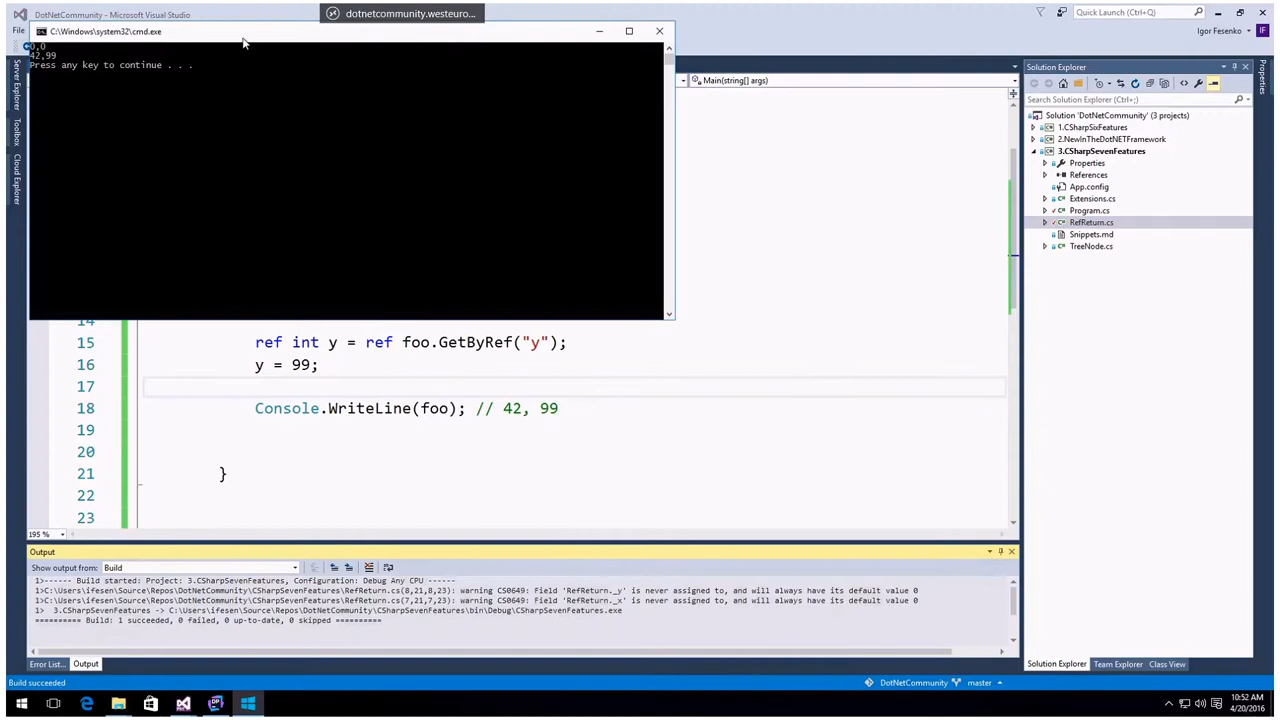 DotNetCommunity - Microsoft Visual Studio
dotnetcommunity.westeuro...
Quick Launch (Ctrl+Q)
File
Igor Fesenko
IF
C:\Windows\system32\cmd.exe
0,0
42,99
Press any key to continue . . .
Server Explorer
Toolbox
Cloud Explorer
Main(string[] args)
14
15 ref int y = ref foo.GetByRef("y");
16 y = 99;
17
18 Console.WriteLine(foo); // 42, 99
19
20
21 }
22
23
195 %
Solution Explorer
Search Solution Explorer (Ctrl+;)
Solution 'DotNetCommunity' (3 projects)
1.CSharpSixFeatures
2.NewInTheDotNETFramework
3.CSharpSevenFeatures
Properties
References
App.config
Extensions.cs
Program.cs
RefReturn.cs
Snippets.md
TreeNode.cs
Properties
Output
Show output from: Build
1>------ Build started: Project: 3.CSharpSevenFeatures, Configuration: Debug Any CPU ------
1>C:\Users\ifesen\Source\Repos\DotNetCommunity\CSharpSevenFeatures\RefReturn.cs(8,21,8,23): warning CS0649: Field 'RefReturn._y' is never assigned to, and will always have its default value 0
1>C:\Users\ifesen\Source\Repos\DotNetCommunity\CSharpSevenFeatures\RefReturn.cs(7,21,7,23): warning CS0649: Field 'RefReturn._x' is never assigned to, and will always have its default value 0
1> 3.CSharpSevenFeatures -> C:\Users\ifesen\Source\Repos\DotNetCommunity\CSharpSevenFeatures\bin\Debug\CSharpSevenFeatures.exe
========== Build: 1 succeeded, 0 failed, 0 up-to-date, 0 skipped ==========
Error List...
Output
Solution Explorer
Team Explorer
Class View
Build succeeded
DotNetCommunity
master
10:52 AM
4/20/2016